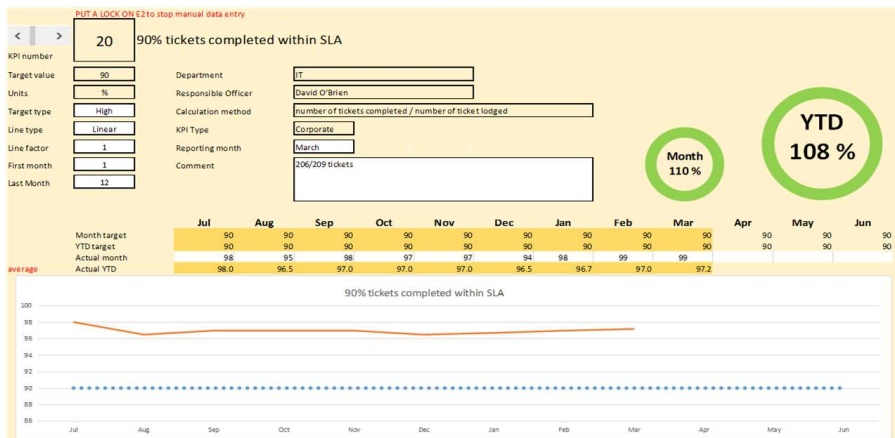 PUT A LOCK ON E2 to stop manual data entry
< >
20
90% tickets completed within SLA
KPI number
Target value 90 Department IT
Units % Responsible Officer David O'Brien
Target type High Calculation method number of tickets completed / number of ticket lodged
Line type Linear KPI Type Corporate
Line factor 1 Reporting month March
First month 1 Comment 206/209 tickets
Last Month 12
Month
110 %
YTD
108 %
Jul Aug Sep Oct Nov Dec Jan Feb Mar Apr May Jun
Month target 90 90 90 90 90 90 90 90 90 90 90 90
YTD target 90 90 90 90 90 90 90 90 90 90 90 90
Actual month 98 95 98 97 97 94 98 99 99
average Actual YTD 98.0 96.5 97.0 97.0 97.0 96.5 96.7 97.0 97.2
90% tickets completed within SLA
100
98
96
94
92
90
88
86
Jul Aug Sep Oct Nov Dec Jan Feb Mar Apr May Jun